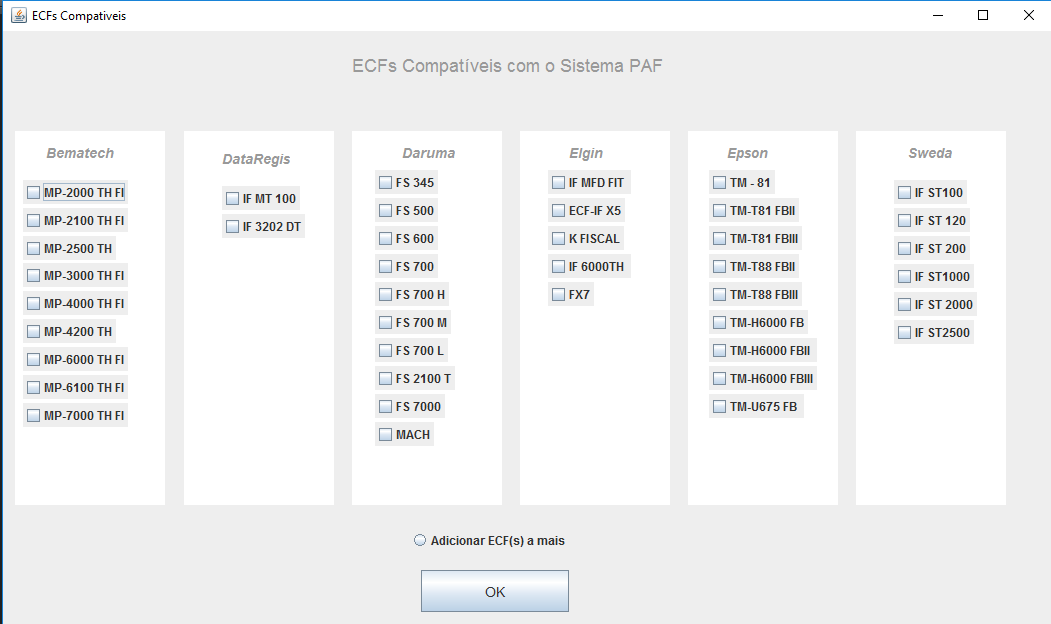 ECFs Compativeis
ECFs Compatíveis com o Sistema PAF
Bematech
MP-2000 TH FI
MP-2100 TH FI
MP-2500 TH
MP-3000 TH FI
MP-4000 TH FI
MP-4200 TH
MP-6000 TH FI
MP-6100 TH FI
MP-7000 TH FI
DataRegis
IF MT 100
IF 3202 DT
Daruma
FS 345
FS 500
FS 600
FS 700
FS 700 H
FS 700 M
FS 700 L
FS 2100 T
FS 7000
MACH
Elgin
IF MFD FIT
ECF-IF X5
K FISCAL
IF 6000TH
FX7
Epson
TM - 81
TM-T81 FBII
TM-T81 FBIII
TM-T88 FBII
TM-T88 FBIII
TM-H6000 FB
TM-H6000 FBII
TM-H6000 FBIII
TM-U675 FB
Sweda
IF ST100
IF ST 120
IF ST 200
IF ST1000
IF ST 2000
IF ST2500
Adicionar ECF(s) a mais
OK